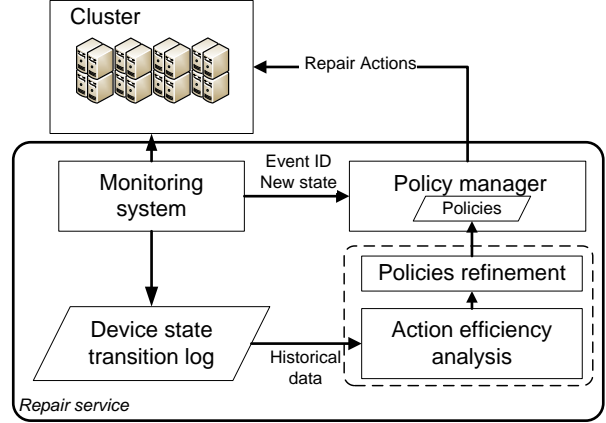 Cluster
Repair Actions
Event ID
New state
Monitoring
system
Policy manager
Policies
Policies refinement
Device state
transition log
Historical
data
Action efficiency
analysis
Repair service